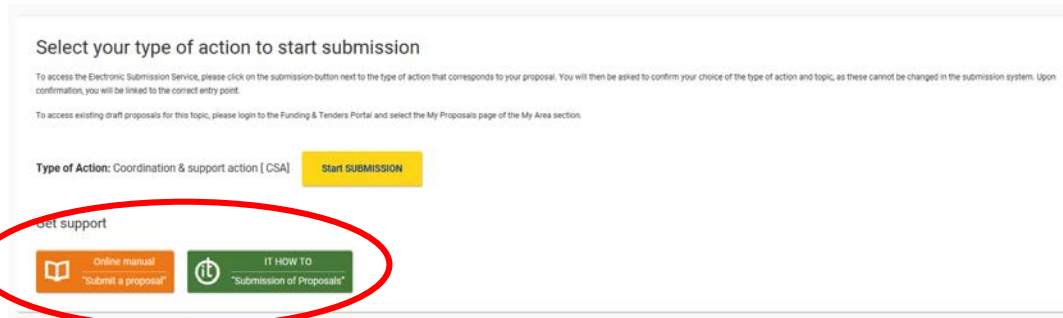 Select your type of action to start submission
To access the Electronic Submission Service, please click on the submission-button next to the type of action that corresponds to your proposal. You will then be asked to confirm your choice of the type of action and topic, as these cannot be changed in the submission system. Upon
confirmation, you will be linked to the correct entry point.
To access existing draft proposals for this topic, please login to the Funding & Tenders Portal and select the My Proposals page of the My Area section.
Type of Action: Coordination & support action [ CSA]
Start SUBMISSION
Get support
Online manual
"Submit a proposal"
it
IT HOW TO
"Submission of Proposals"